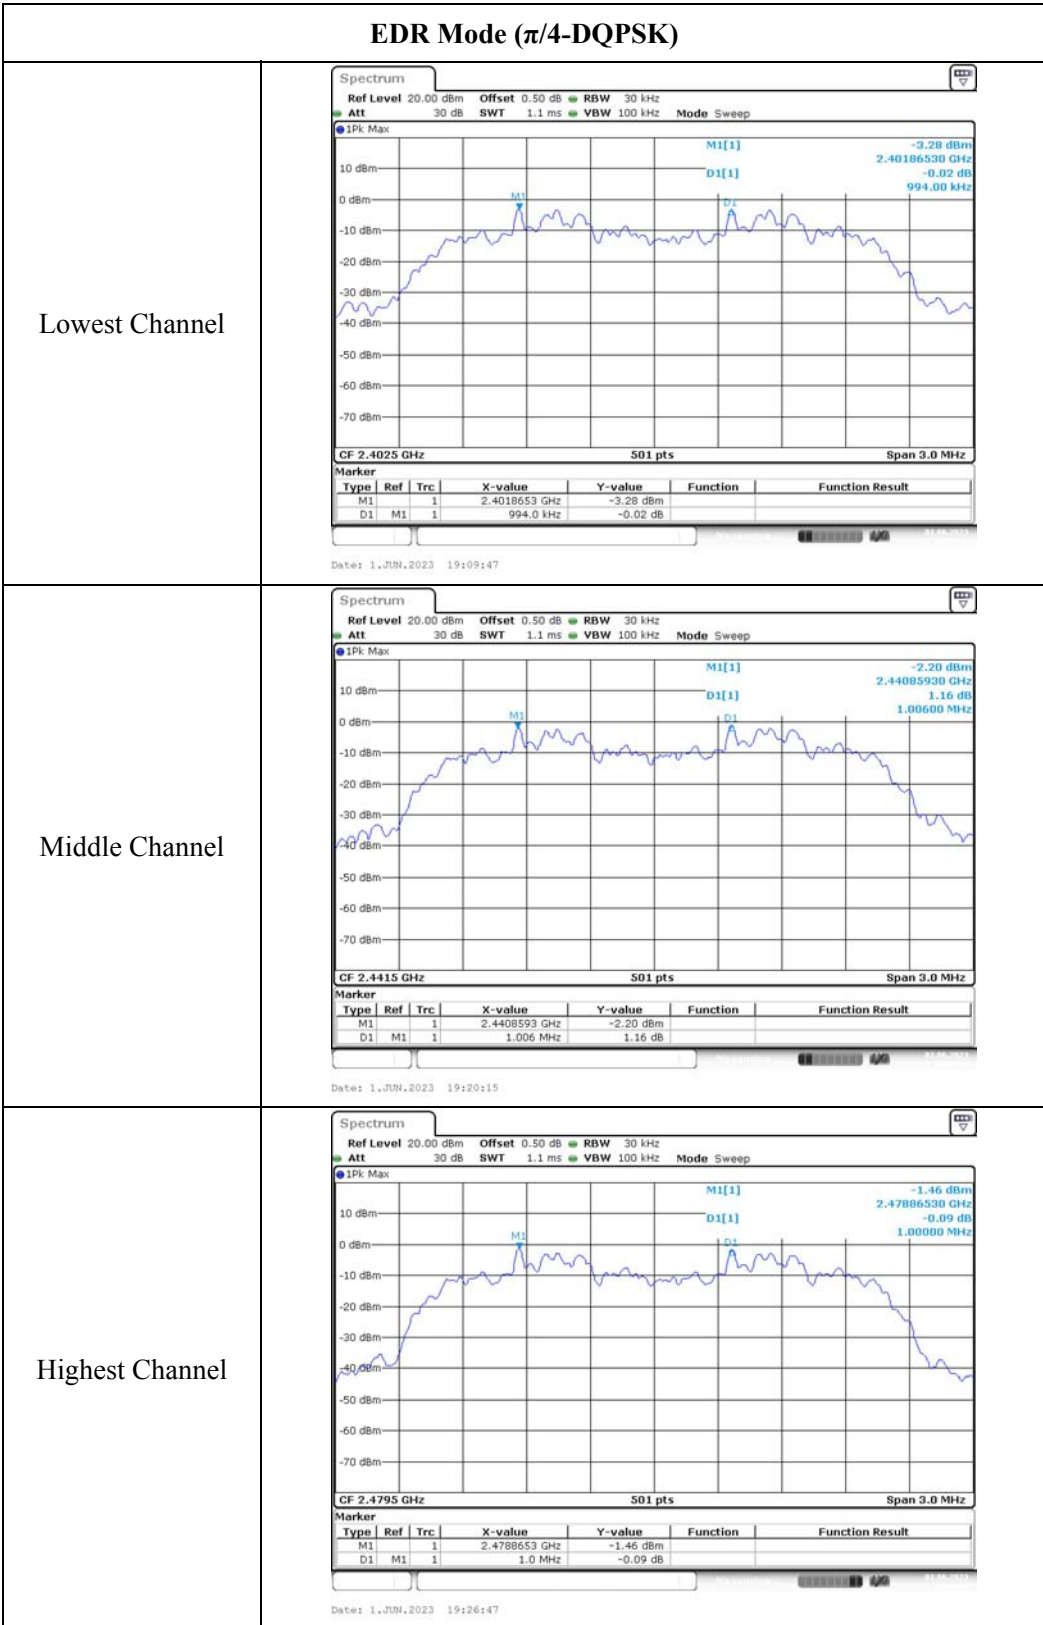 EDR Mode (π/4-DQPSK)
Lowest Channel
Spectrum
Ref Level 20.00 dBm Offset 0.50 dB RBW 30 kHz
Att 30 dB SWT 1.1 ms VBW 100 kHz Mode Sweep
1Pk Max
M1[1] -3.28 dBm
2.40186530 GHz
D1[1] -0.02 dB
994.00 kHz
10 dBm
0 dBm
M1
D1
-10 dBm
-20 dBm
-30 dBm
-40 dBm
-50 dBm
-60 dBm
-70 dBm
CF 2.4025 GHz 501 pts Span 3.0 MHz
Marker
Type Ref Trc X-value Y-value Function Function Result
M1 1 2.4018653 GHz -3.28 dBm
D1 M1 1 994.0 kHz -0.02 dB
Date: 1.JUN.2023 19:09:47
Middle Channel
Spectrum
Ref Level 20.00 dBm Offset 0.50 dB RBW 30 kHz
Att 30 dB SWT 1.1 ms VBW 100 kHz Mode Sweep
1Pk Max
M1[1] -2.20 dBm
2.44085930 GHz
D1[1] 1.16 dB
1.00600 MHz
10 dBm
0 dBm
M1
D1
-10 dBm
-20 dBm
-30 dBm
-40 dBm
-50 dBm
-60 dBm
-70 dBm
CF 2.4415 GHz 501 pts Span 3.0 MHz
Marker
Type Ref Trc X-value Y-value Function Function Result
M1 1 2.4408593 GHz -2.20 dBm
D1 M1 1 1.006 MHz 1.16 dB
Date: 1.JUN.2023 19:20:15
Highest Channel
Spectrum
Ref Level 20.00 dBm Offset 0.50 dB RBW 30 kHz
Att 30 dB SWT 1.1 ms VBW 100 kHz Mode Sweep
1Pk Max
M1[1] -1.46 dBm
2.47886530 GHz
D1[1] -0.09 dB
1.00000 MHz
10 dBm
0 dBm
M1
D1
-10 dBm
-20 dBm
-30 dBm
-40 dBm
-50 dBm
-60 dBm
-70 dBm
CF 2.4795 GHz 501 pts Span 3.0 MHz
Marker
Type Ref Trc X-value Y-value Function Function Result
M1 1 2.4788653 GHz -1.46 dBm
D1 M1 1 1.0 MHz -0.09 dB
Date: 1.JUN.2023 19:26:47